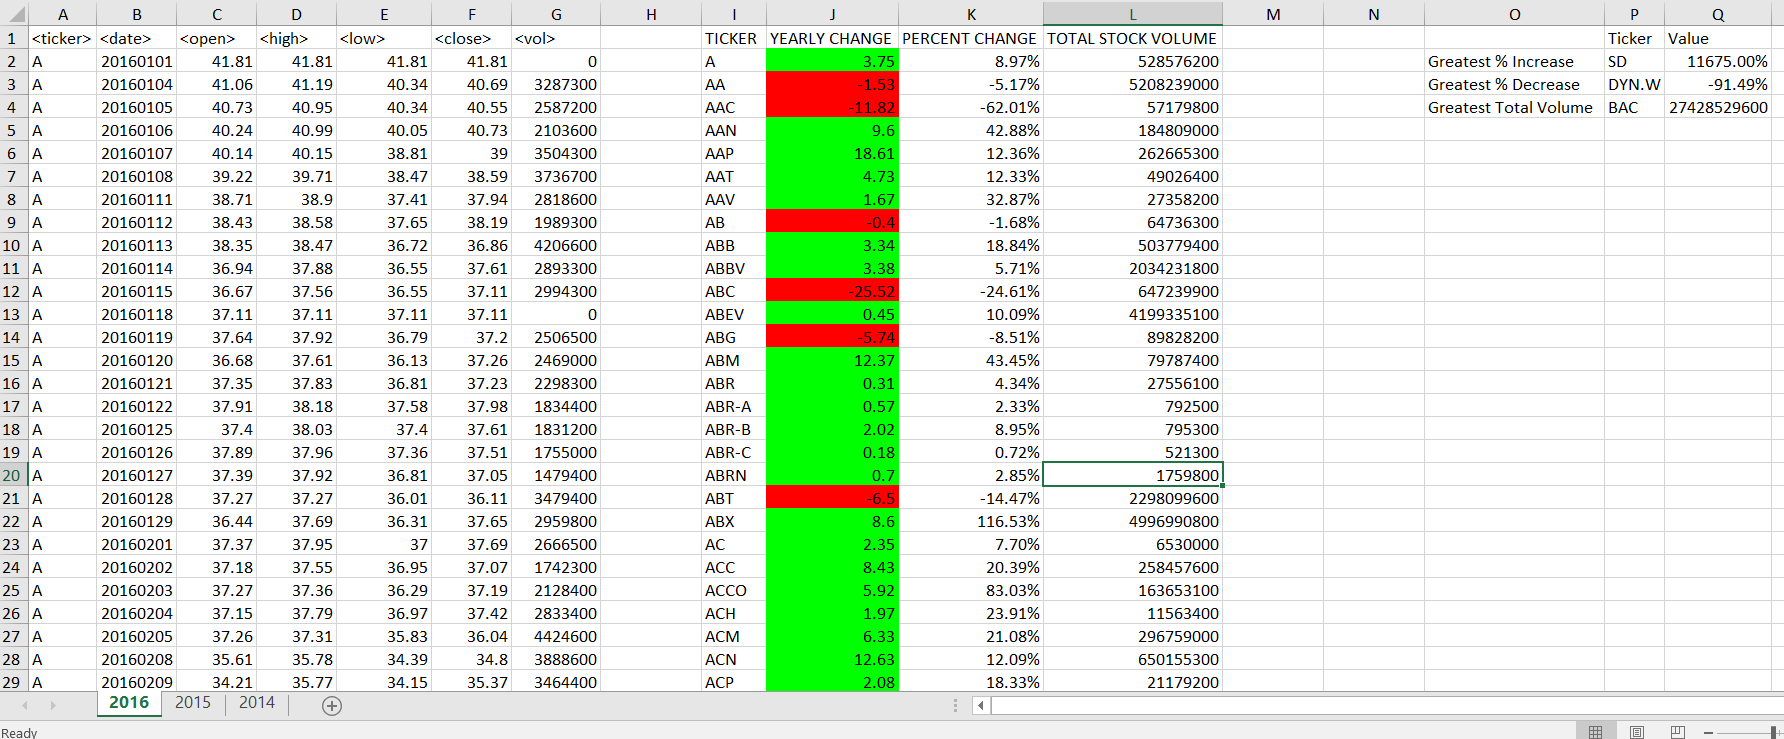 A B C D E F G H I J K L M N O P Q
1 <ticker> <date> <open> <high> <low> <close> <vol> TICKER YEARLY CHANGE PERCENT CHANGE TOTAL STOCK VOLUME Ticker Value
2 A 20160101 41.81 41.81 41.81 41.81 0 A 3.75 8.97% 528576200 Greatest % Increase SD 11675.00%
3 A 20160104 41.06 41.19 40.34 40.69 3287300 AA -1.53 -5.17% 5208239000 Greatest % Decrease DYN.W -91.49%
4 A 20160105 40.73 40.95 40.34 40.55 2587200 AAC -11.82 -62.01% 57179800 Greatest Total Volume BAC 27428529600
5 A 20160106 40.24 40.99 40.05 40.73 2103600 AAN 9.6 42.88% 184809000
6 A 20160107 40.14 40.15 38.81 39 3504300 AAP 18.61 12.36% 262665300
7 A 20160108 39.22 39.71 38.47 38.59 3736700 AAT 4.73 12.33% 49026400
8 A 20160111 38.71 38.9 37.41 37.94 2818600 AAV 1.67 32.87% 27358200
9 A 20160112 38.43 38.58 37.65 38.19 1989300 AB -0.4 -1.68% 64736300
10 A 20160113 38.35 38.47 36.72 36.86 4206600 ABB 3.34 18.84% 503779400
11 A 20160114 36.94 37.88 36.55 37.61 2893300 ABBV 3.38 5.71% 2034231800
12 A 20160115 36.67 37.56 36.55 37.11 2994300 ABC -25.52 -24.61% 647239900
13 A 20160118 37.11 37.11 37.11 37.11 0 ABEV 0.45 10.09% 4199335100
14 A 20160119 37.64 37.92 36.79 37.2 2506500 ABG -5.74 -8.51% 89828200
15 A 20160120 36.68 37.61 36.13 37.26 2469000 ABM 12.37 43.45% 79787400
16 A 20160121 37.35 37.83 36.81 37.23 2298300 ABR 0.31 4.34% 27556100
17 A 20160122 37.91 38.18 37.58 37.98 1834400 ABR-A 0.57 2.33% 792500
18 A 20160125 37.4 38.03 37.4 37.61 1831200 ABR-B 2.02 8.95% 795300
19 A 20160126 37.89 37.96 37.36 37.51 1755000 ABR-C 0.18 0.72% 521300
20 A 20160127 37.39 37.92 36.81 37.05 1479400 ABRN 0.7 2.85% 1759800
21 A 20160128 37.27 37.27 36.01 36.11 3479400 ABT -6.5 -14.47% 2298099600
22 A 20160129 36.44 37.69 36.31 37.65 2959800 ABX 8.6 116.53% 4996990800
23 A 20160201 37.37 37.95 37 37.69 2666500 AC 2.35 7.70% 6530000
24 A 20160202 37.18 37.55 36.95 37.07 1742300 ACC 8.43 20.39% 258457600
25 A 20160203 37.27 37.36 36.29 37.19 2128400 ACCO 5.92 83.03% 163653100
26 A 20160204 37.15 37.79 36.97 37.42 2833400 ACH 1.97 23.91% 11563400
27 A 20160205 37.26 37.31 35.83 36.04 4424600 ACM 6.33 21.08% 296759000
28 A 20160208 35.61 35.78 34.39 34.8 3888600 ACN 12.63 12.09% 650155300
29 A 20160209 34.21 35.77 34.15 35.37 3464400 ACP 2.08 18.33% 21179200
2016 2015 2014
Ready